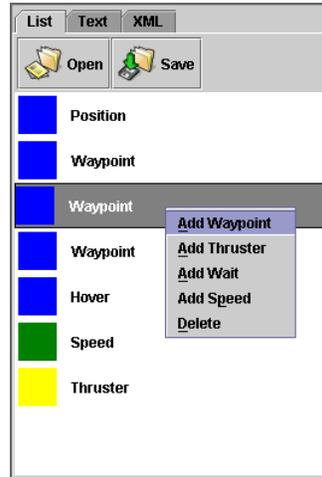 List Text XML
Open Save
Position
Waypoint
Waypoint
Add Waypoint
Add Thruster
Add Wait
Add Speed
Delete
Waypoint
Hover
Speed
Thruster